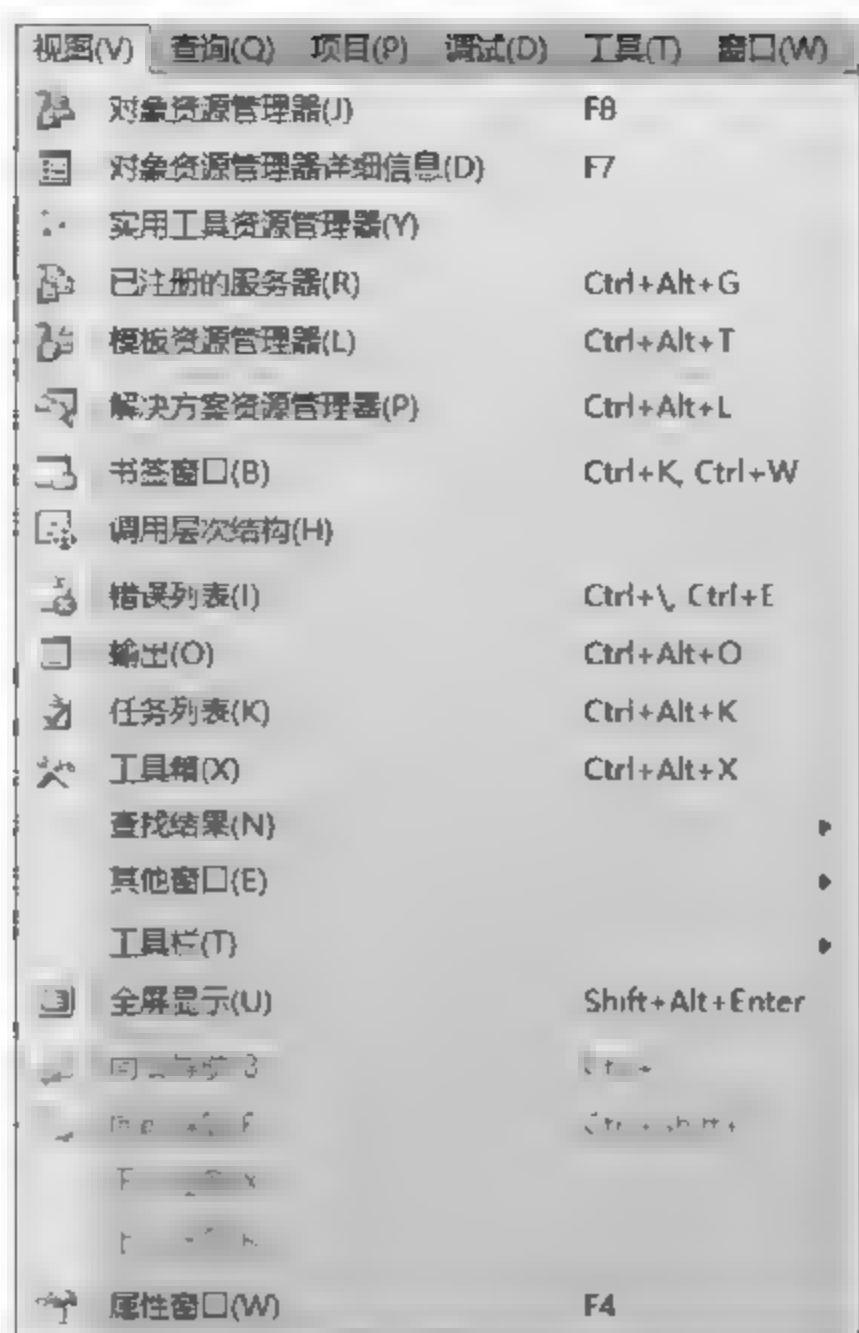 视图(V) 查询(Q) 项目(P) 调试(D) 工具(T) 窗口(W)
对象资源管理器(J) F8
对象资源管理器详细信息(D) F7
实用工具资源管理器(Y)
已注册的服务器(R) Ctrl+Alt+G
模板资源管理器(L) Ctrl+Alt+T
解决方案资源管理器(P) Ctrl+Alt+L
书签窗口(B) Ctrl+K, Ctrl+W
调用层次结构(H)
错误列表(I) Ctrl+\, Ctrl+E
输出(O) Ctrl+Alt+O
任务列表(K) Ctrl+Alt+K
工具箱(X) Ctrl+Alt+X
查找结果(N)
其他窗口(E)
工具栏(T)
全屏显示(U) Shift+Alt+Enter
属性窗口(W) F4